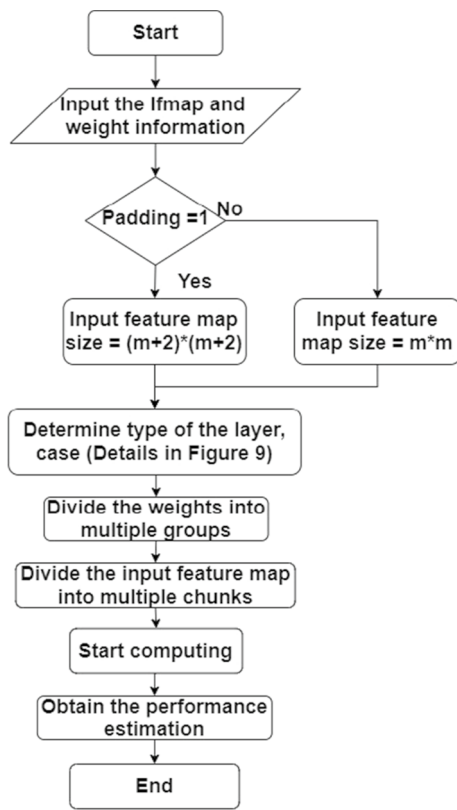 Start
Input the Ifmap and
weight information
Padding =1
No
Yes
Input feature map
size = (m+2)*(m+2)
Input feature
map size = m*m
Determine type of the layer,
case (Details in Figure 9)
Divide the weights into
multiple groups
Divide the input feature map
into multiple chunks
Start computing
Obtain the performance
estimation
End